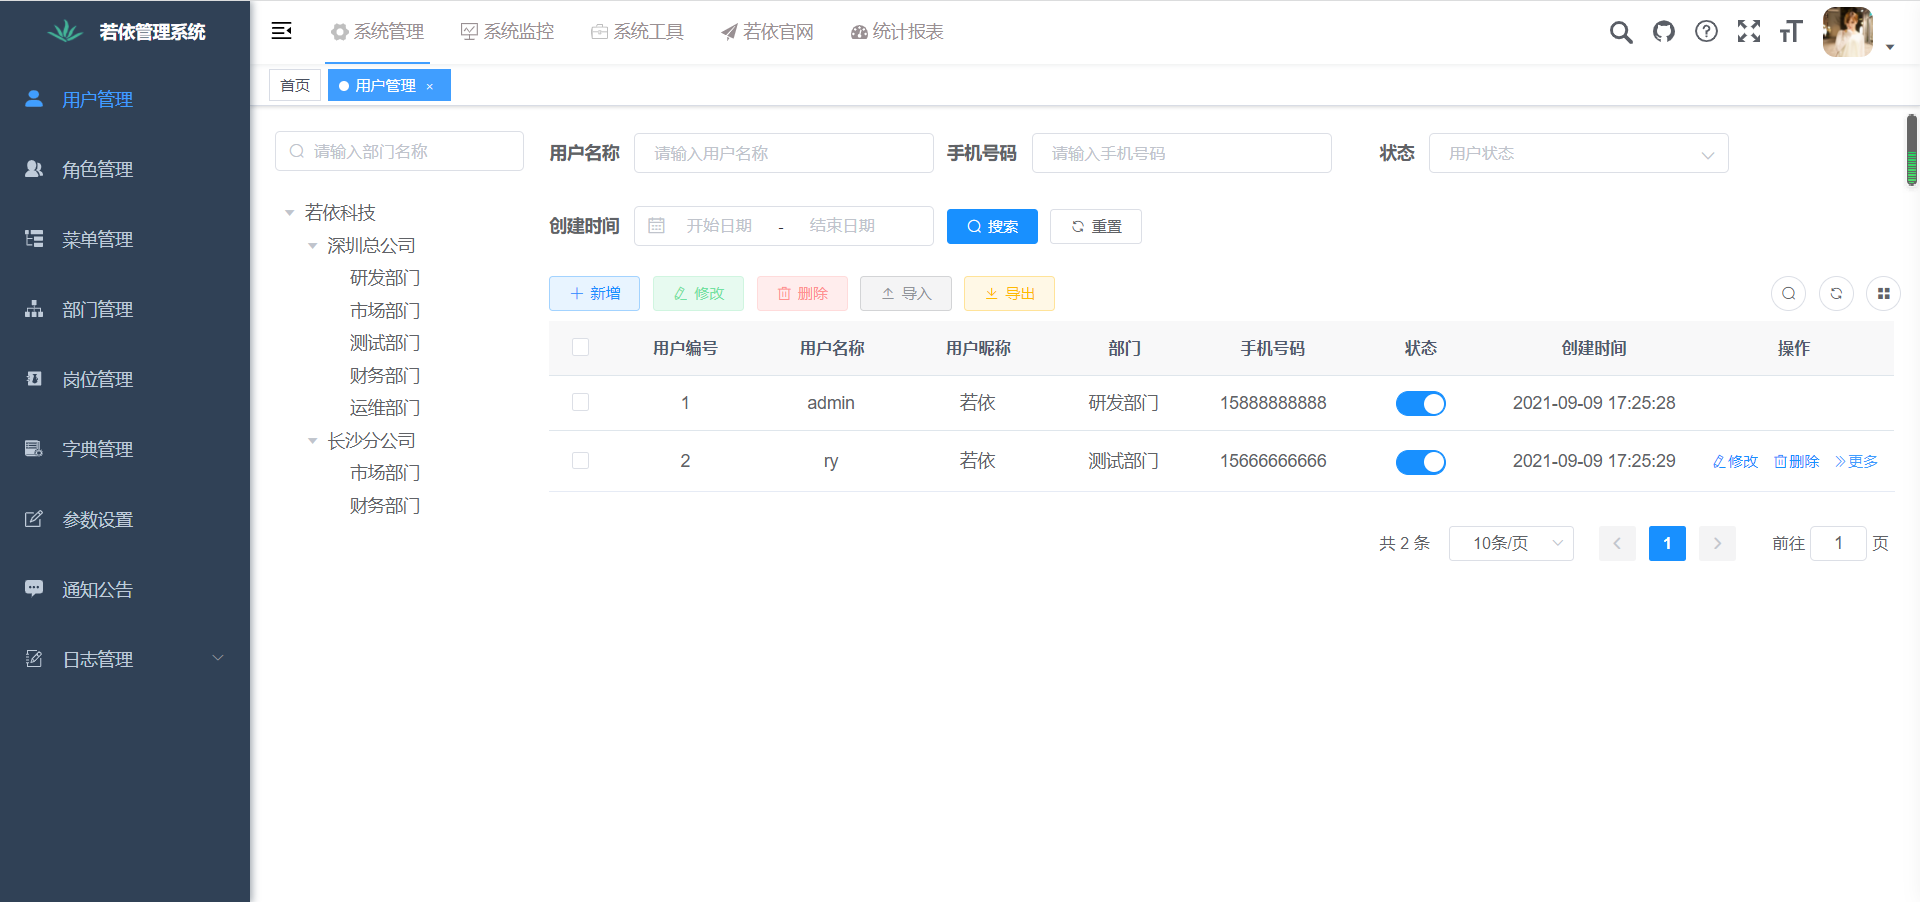 若依管理系统
系统管理 系统监控 系统工具 若依官网 统计报表
首页 用户管理 ×
用户管理
角色管理
菜单管理
部门管理
岗位管理
字典管理
参数设置
通知公告
日志管理
请输入部门名称
若依科技
深圳总公司
研发部门
市场部门
测试部门
财务部门
运维部门
长沙分公司
市场部门
财务部门
用户名称 请输入用户名称 手机号码 请输入手机号码 状态 用户状态
创建时间 开始日期 - 结束日期 搜索 重置
新增 修改 删除 导入 导出
用户编号 用户名称 用户昵称 部门 手机号码 状态 创建时间 操作
1 admin 若依 研发部门 15888888888 2021-09-09 17:25:28
2 ry 若依 测试部门 15666666666 2021-09-09 17:25:29 修改 删除 更多
共 2 条 10条/页 1 前往 1 页